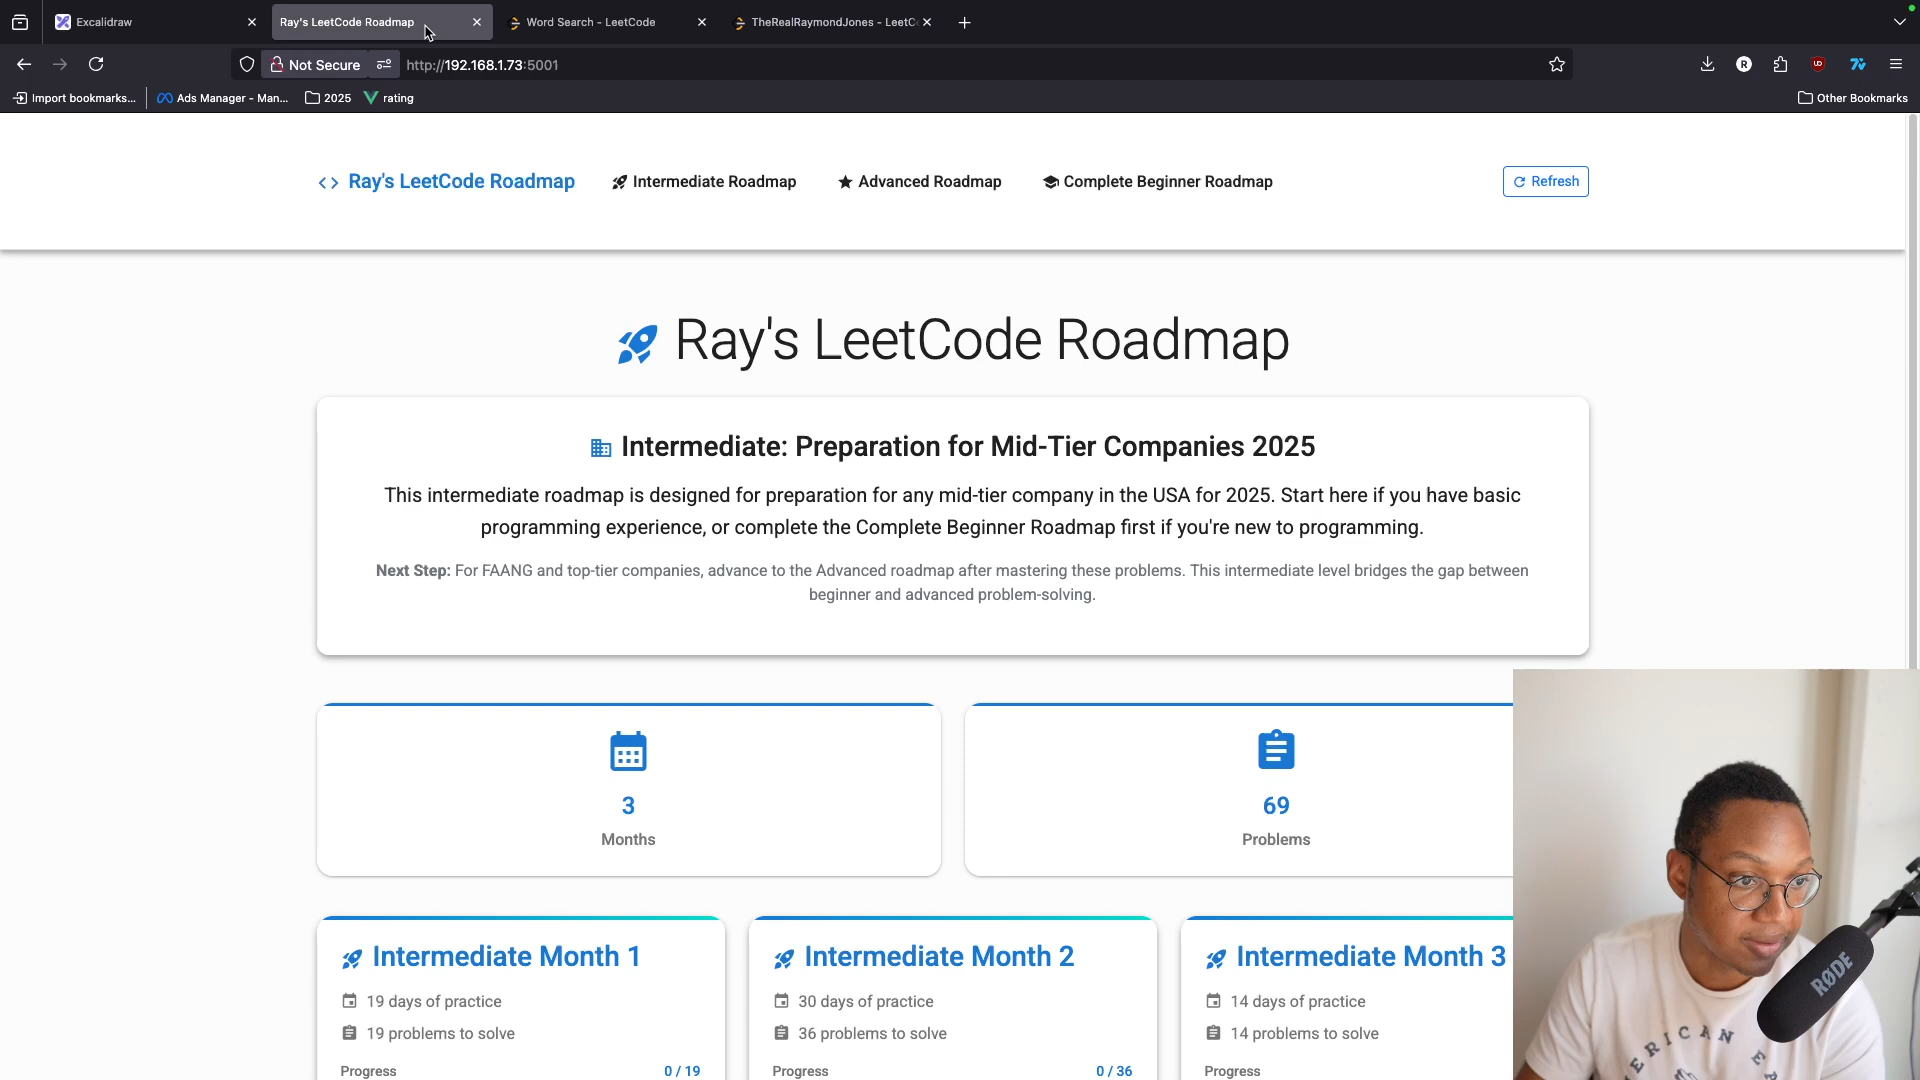 Excalidraw
Ray's LeetCode Roadmap
Word Search - LeetCode
TheRealRaymondJones - LeetC
Not Secure
http://192.168.1.73:5001
Import bookmarks...
Ads Manager - Man...
2025
rating
Other Bookmarks
Ray's LeetCode Roadmap
Intermediate Roadmap
Advanced Roadmap
Complete Beginner Roadmap
Refresh
Ray's LeetCode Roadmap
Intermediate: Preparation for Mid-Tier Companies 2025
This intermediate roadmap is designed for preparation for any mid-tier company in the USA for 2025. Start here if you have basic
programming experience, or complete the Complete Beginner Roadmap first if you're new to programming.
Next Step: For FAANG and top-tier companies, advance to the Advanced roadmap after mastering these problems. This intermediate level bridges the gap between
beginner and advanced problem-solving.
3
Months
69
Problems
Intermediate Month 1
19 days of practice
19 problems to solve
Progress 0 / 19
Intermediate Month 2
30 days of practice
36 problems to solve
Progress 0 / 36
Intermediate Month 3
14 days of practice
14 problems to solve
Progress
RØDE